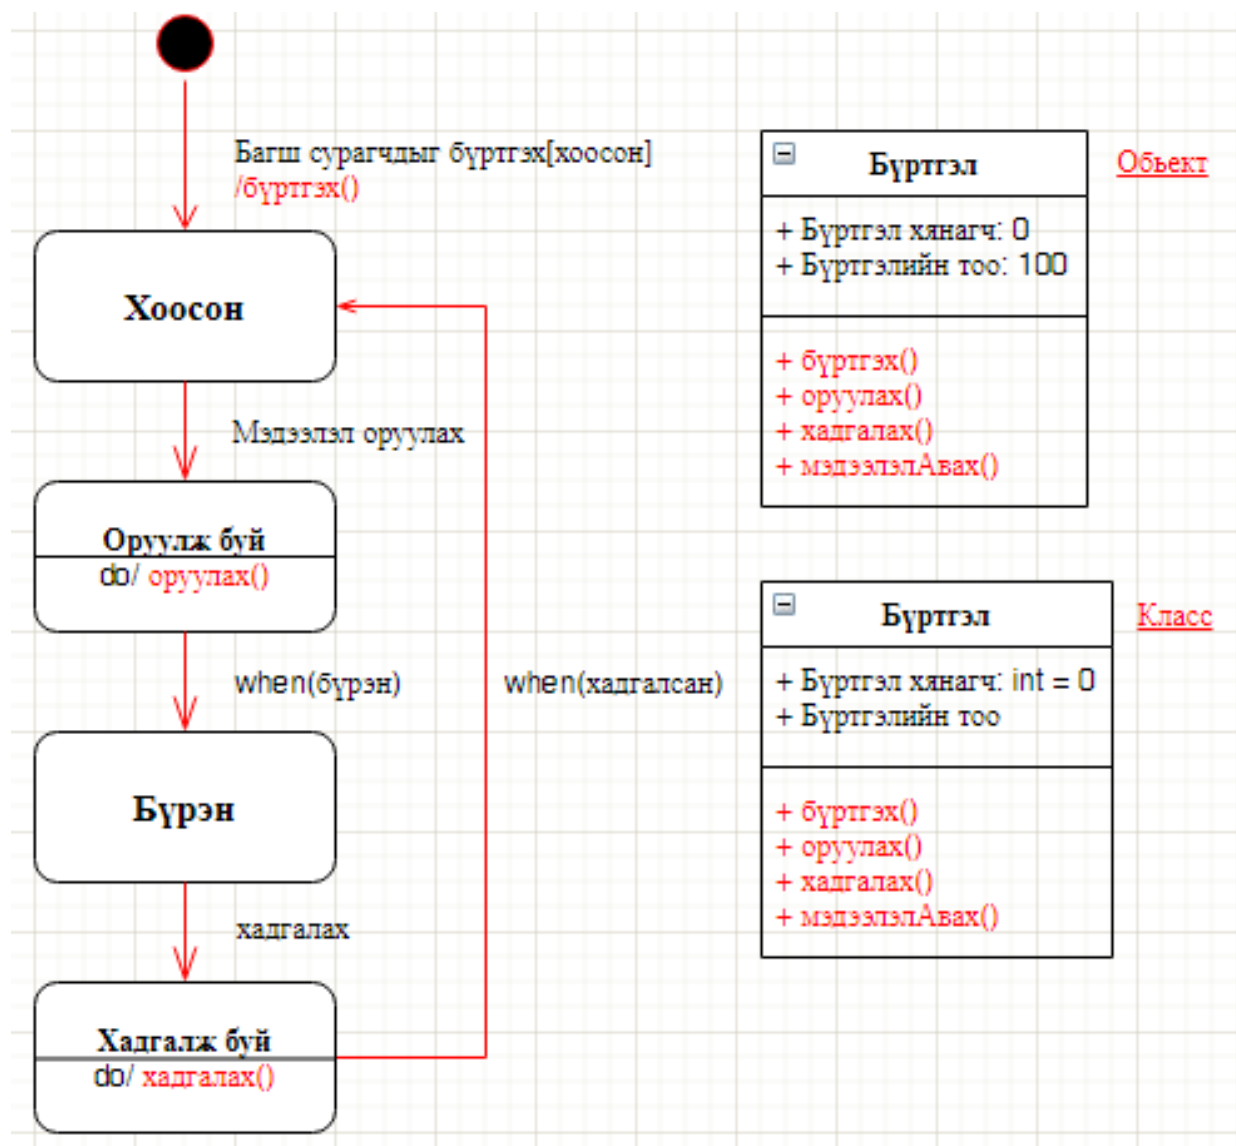 Багш сурагчдыг бүртгэх[хоосон]
/бүртгэх()
Хоосон
Мэдээлэл оруулах
Оруулж буй
do/ оруулах()
when(бүрэн)
when(хадгалсан)
Бүрэн
хадгалах
Хадгалж буй
do/ хадгалах()
Бүртгэл
Обьект
+ Бүртгэл хянагч: 0
+ Бүртгэлийн тоо: 100
+ бүртгэх()
+ оруулах()
+ хадгалах()
+ мэдээлэлАвах()
Бүртгэл
Класс
+ Бүртгэл хянагч: int = 0
+ Бүртгэлийн тоо
+ бүртгэх()
+ оруулах()
+ хадгалах()
+ мэдээлэлАвах()